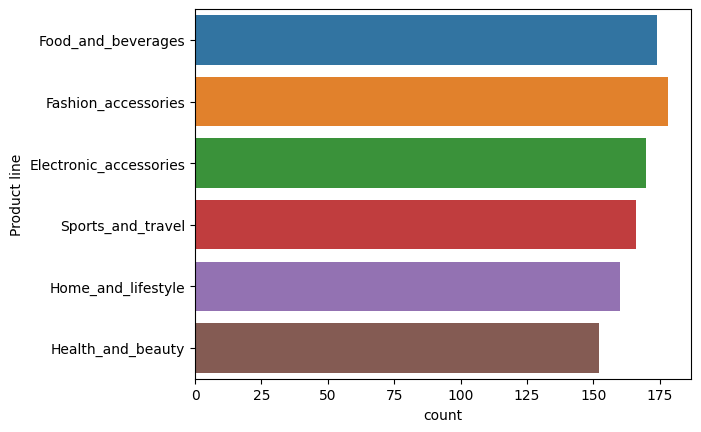 Product line
Food_and_beverages
Fashion_accessories
Electronic_accessories
Sports_and_travel
Home_and_lifestyle
Health_and_beauty
0 25 50 75 100 125 150 175
count